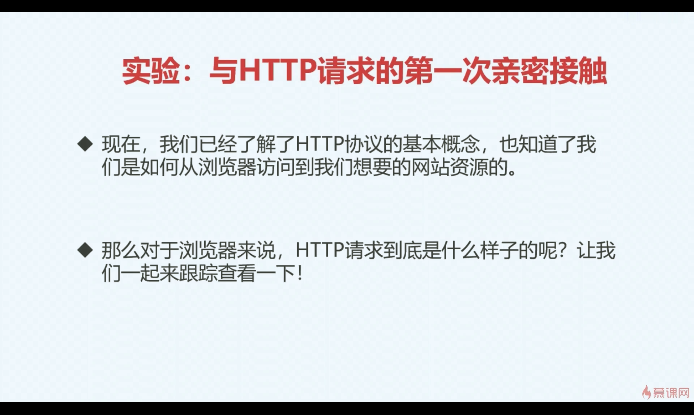 实验：与HTTP请求的第一次亲密接触
◆ 现在，我们已经了解了HTTP协议的基本概念，也知道了我
们是如何从浏览器访问到我们想要的网站资源的。
◆ 那么对于浏览器来说，HTTP请求到底是什么样子的呢？让我
们一起来跟踪查看一下！
慕课网